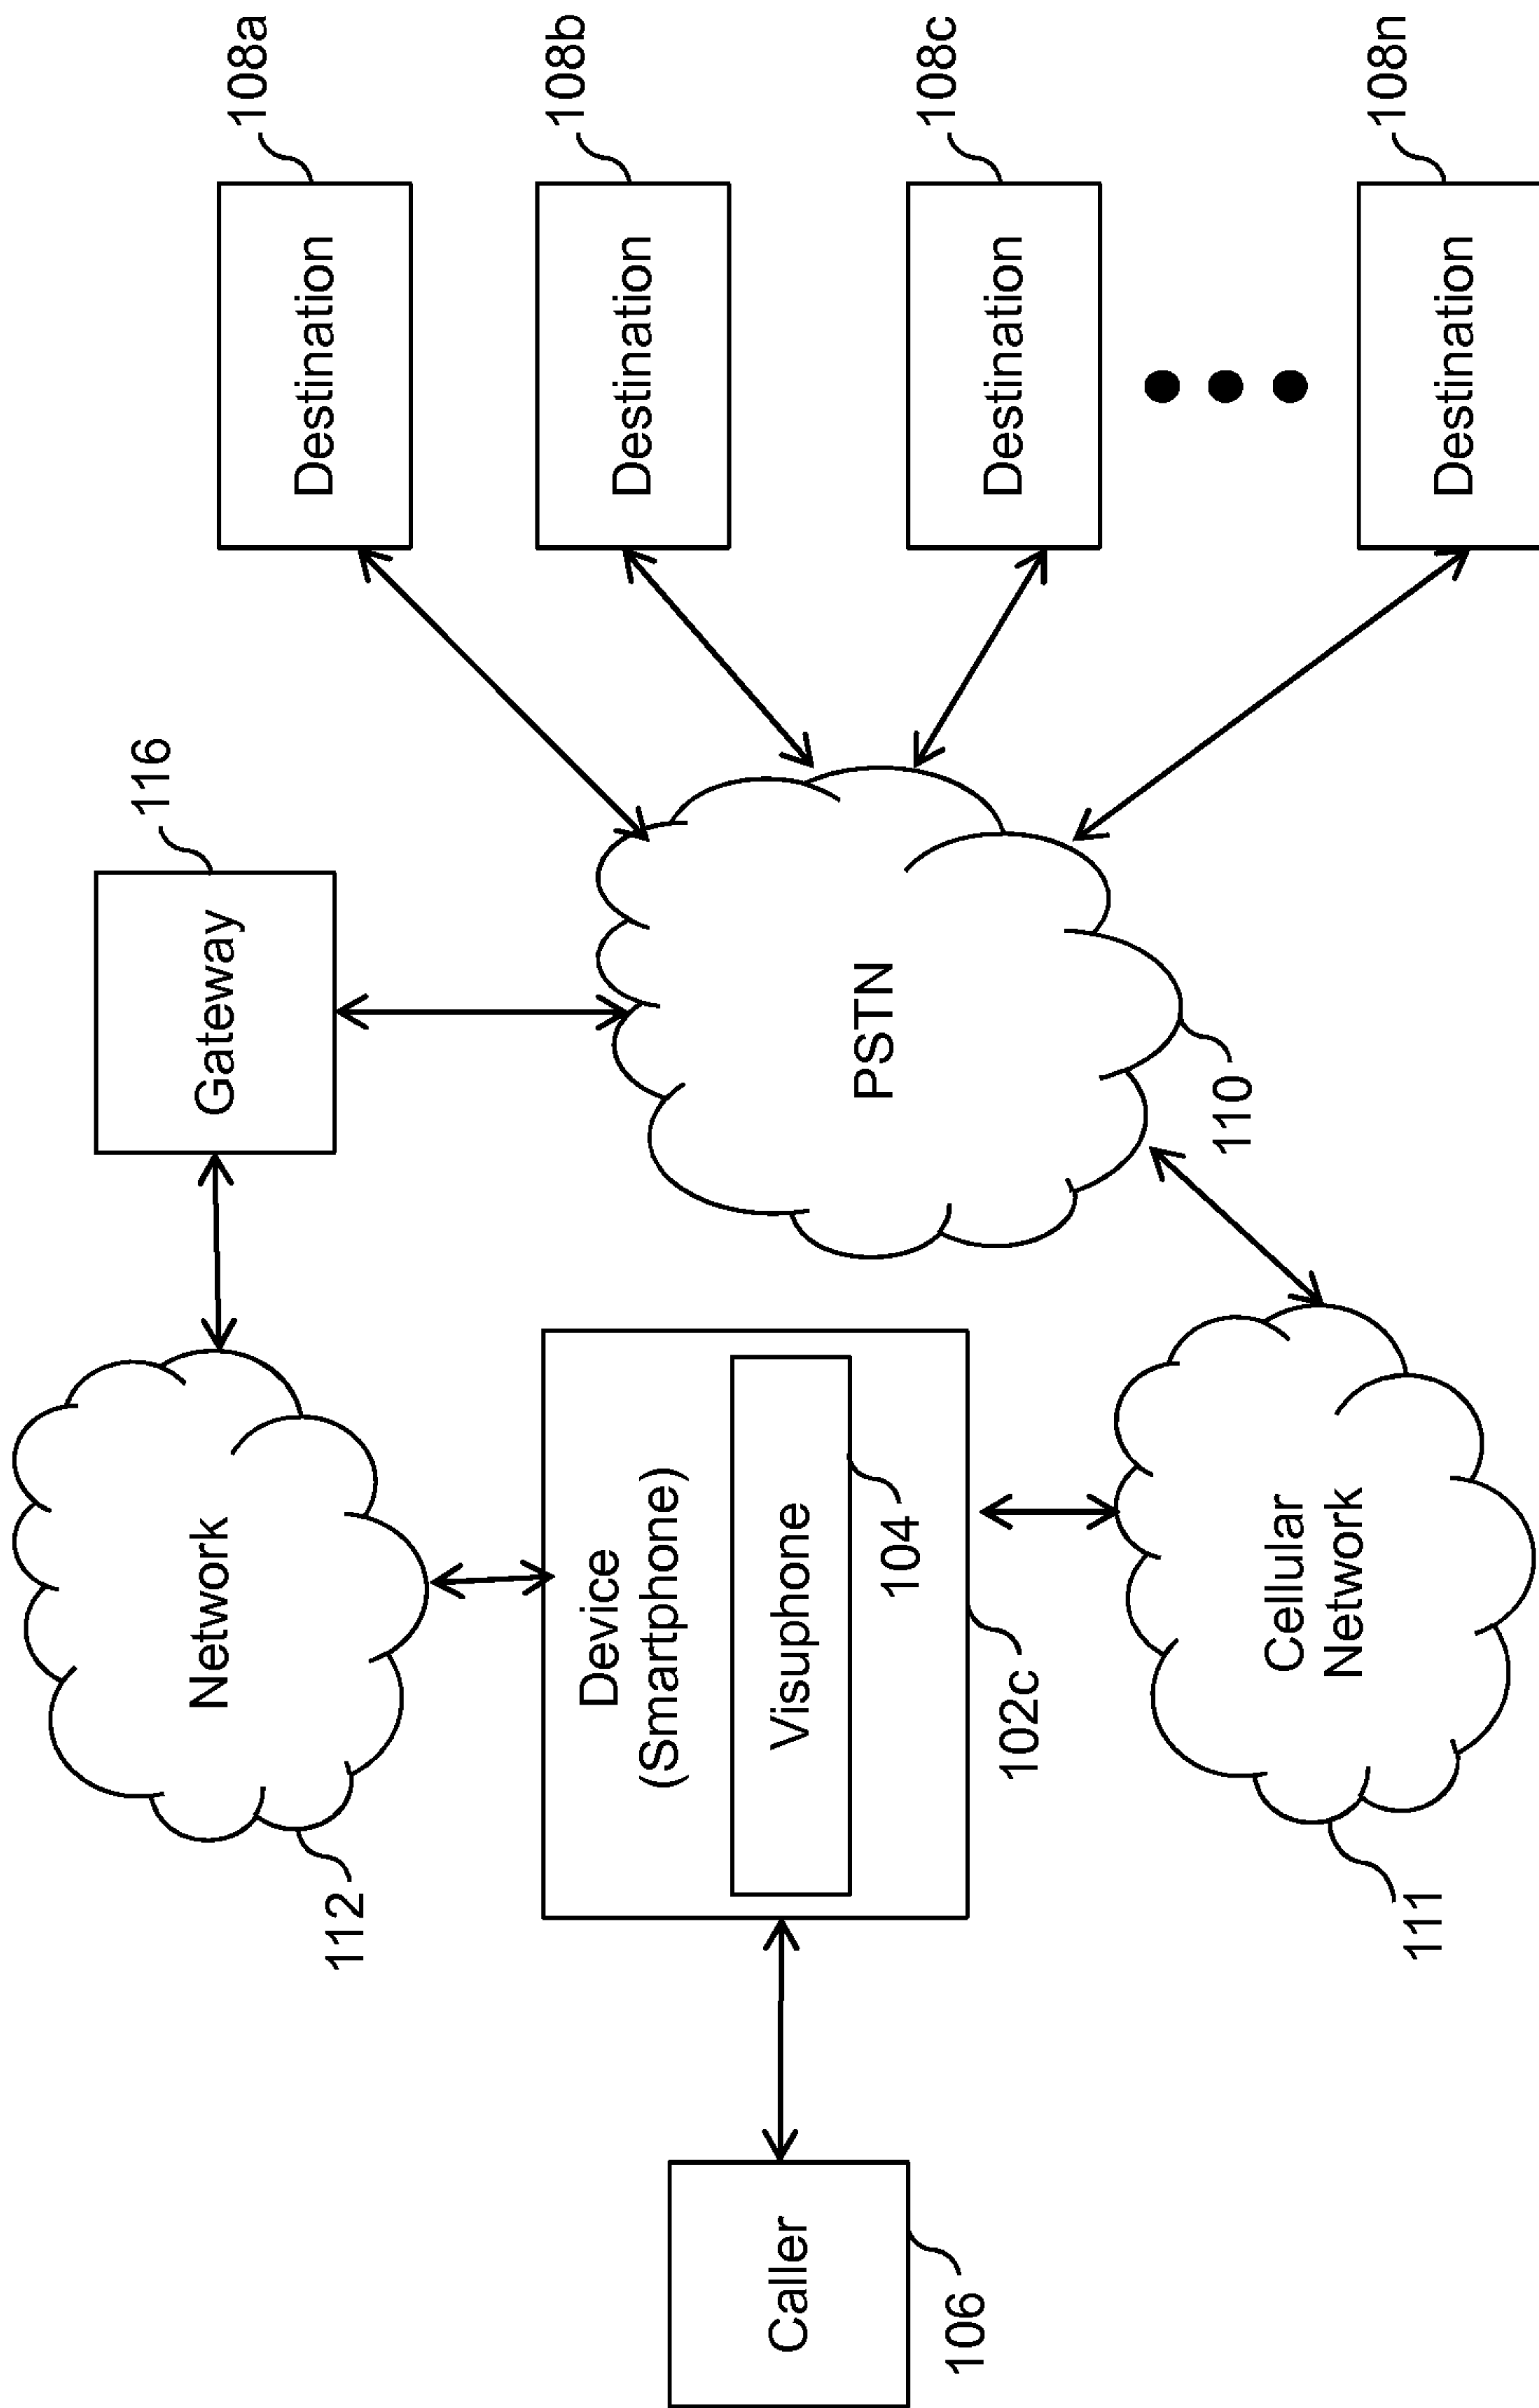 112
Network
Gateway
116
Destination
108a
Destination
108b
Destination
108c
Destination
108n
Caller
106
Device
(Smartphone)
Visuphone
104
102c
PSTN
110
Cellular
Network
111